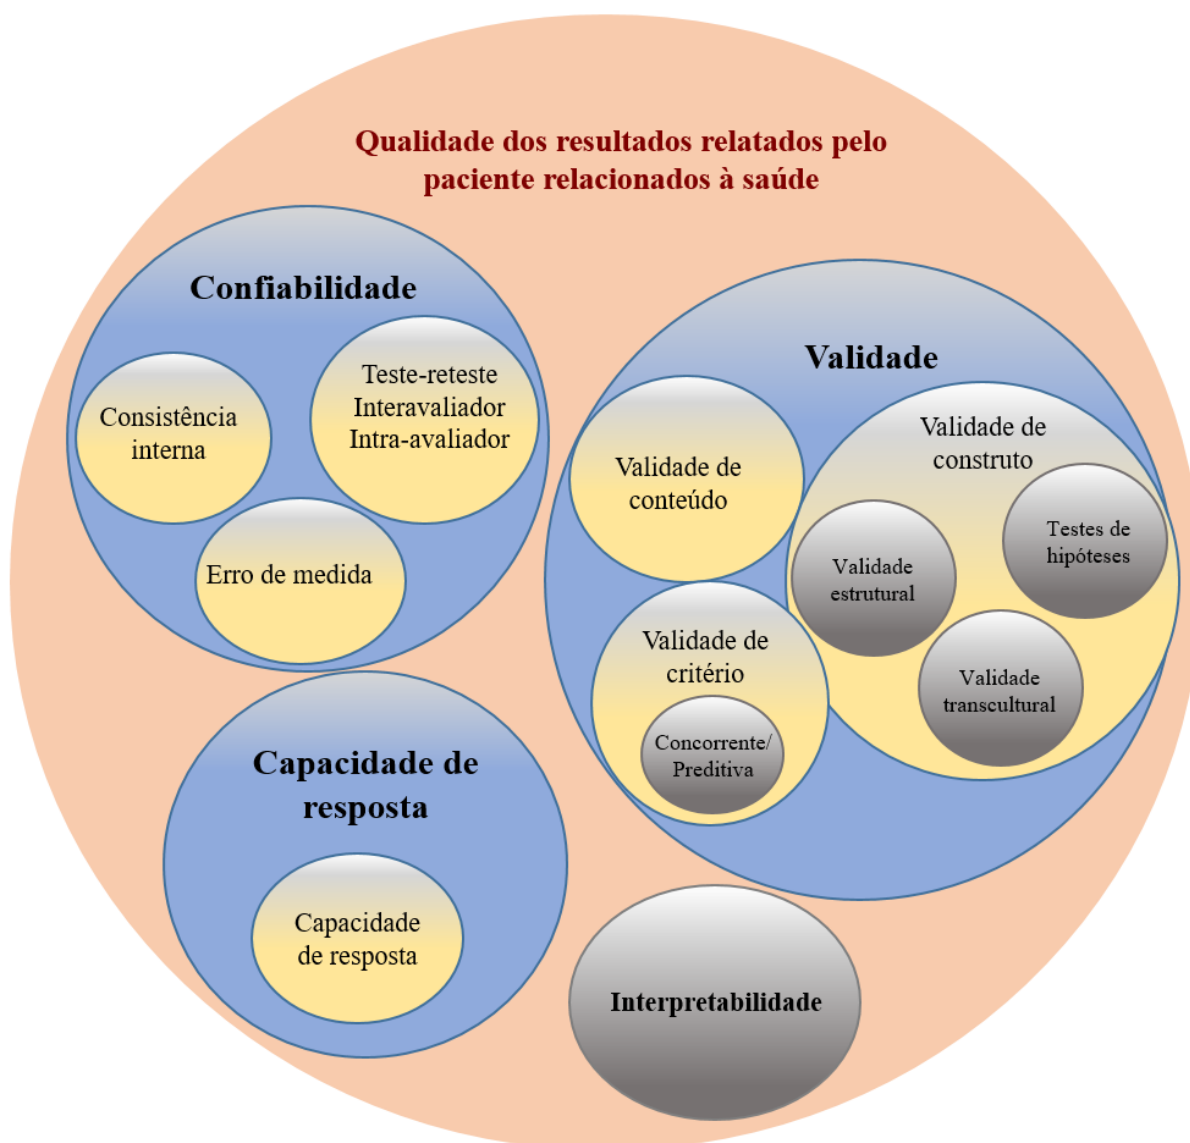 Qualidade dos resultados relatados pelo
paciente relacionados à saúde
Confiabilidade
Consistência
interna
Teste-reteste
Interavaliador
Intra-avaliador
Erro de medida
Validade
Validade de
conteúdo
Validade de
construto
Validade
estrutural
Testes de
hipóteses
Validade
transcultural
Validade de
critério
Concorrente/
Preditiva
Capacidade de
resposta
Capacidade
de resposta
Interpretabilidade